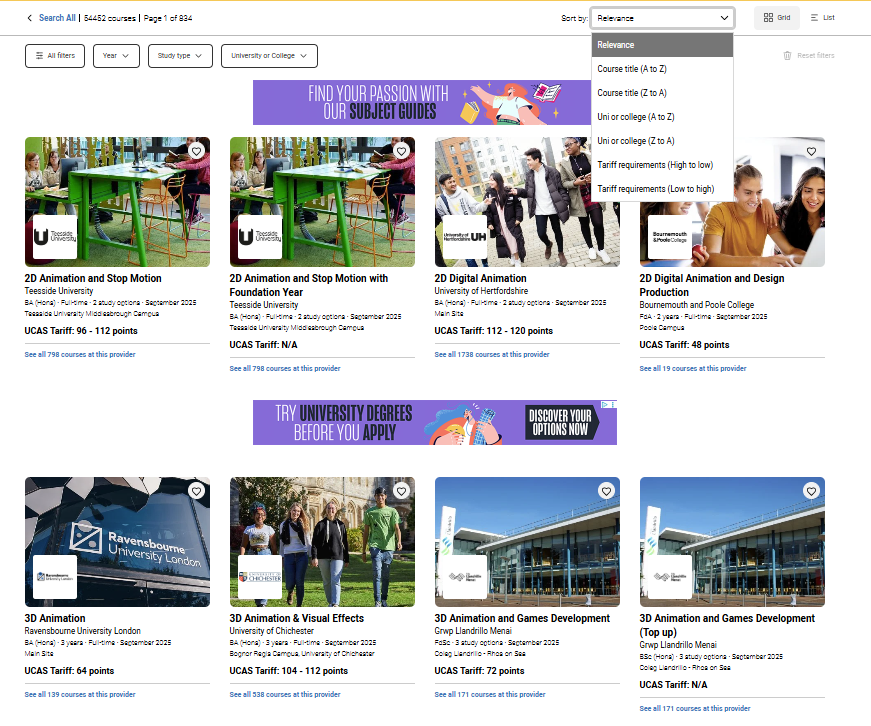 Search All | 54452 courses | Page 1 of 834
Sort by: Relevance
Grid
List
Relevance
Course title (A to Z)
Course title (Z to A)
Uni or college (A to Z)
Uni or college (Z to A)
Tariff requirements (High to low)
Tariff requirements (Low to high)
All filters
Year
Study type
University or College
Reset filters
FIND YOUR PASSION WITH
OUR SUBJECT GUIDES
Teesside
University
2D Animation and Stop Motion
Teesside University
BA (Hons) · Full-time · 2 study options · September 2025
Teesside University Middlesbrough Campus
UCAS Tariff: 96 - 112 points
See all 798 courses at this provider
Teesside
University
2D Animation and Stop Motion with
Foundation Year
Teesside University
BA (Hons) · Full-time · 2 study options · September 2025
Teesside University Middlesbrough Campus
UCAS Tariff: N/A
See all 798 courses at this provider
University of
Hertfordshire UH
2D Digital Animation
University of Hertfordshire
BA (Hons) · Full-time · 2 study options · September 2025
Main Site
UCAS Tariff: 112 - 120 points
See all 1738 courses at this provider
Bournemouth
& Poole College
2D Digital Animation and Design
Production
Bournemouth and Poole College
FdA · 2 years · Full-time · September 2025
Poole Campus
UCAS Tariff: 48 points
See all 19 courses at this provider
TRY UNIVERSITY DEGREES
BEFORE YOU APPLY
DISCOVER YOUR
OPTIONS NOW
Ravensbourne
University London
Ravensbourne
University London
3D Animation
Ravensbourne University London
BA (Hons) · 3 years · Full-time · September 2025
Main Site
UCAS Tariff: 64 points
See all 139 courses at this provider
UNIVERSITY OF
CHICHESTER
3D Animation & Visual Effects
University of Chichester
BA (Hons) · 3 years · Full-time · September 2025
Bognor Regis Campus, University of Chichester
UCAS Tariff: 104 - 112 points
See all 538 courses at this provider
Grwp
Llandrillo
Menai
3D Animation and Games Development
Grwp Llandrillo Menai
FdSc · 3 study options · September 2025
Coleg Llandrillo - Rhos on Sea
UCAS Tariff: 72 points
See all 171 courses at this provider
Grwp
Llandrillo
Menai
3D Animation and Games Development
(Top up)
Grwp Llandrillo Menai
BSc (Hons) · 3 study options · September 2025
Coleg Llandrillo - Rhos on Sea
UCAS Tariff: N/A
See all 171 courses at this provider